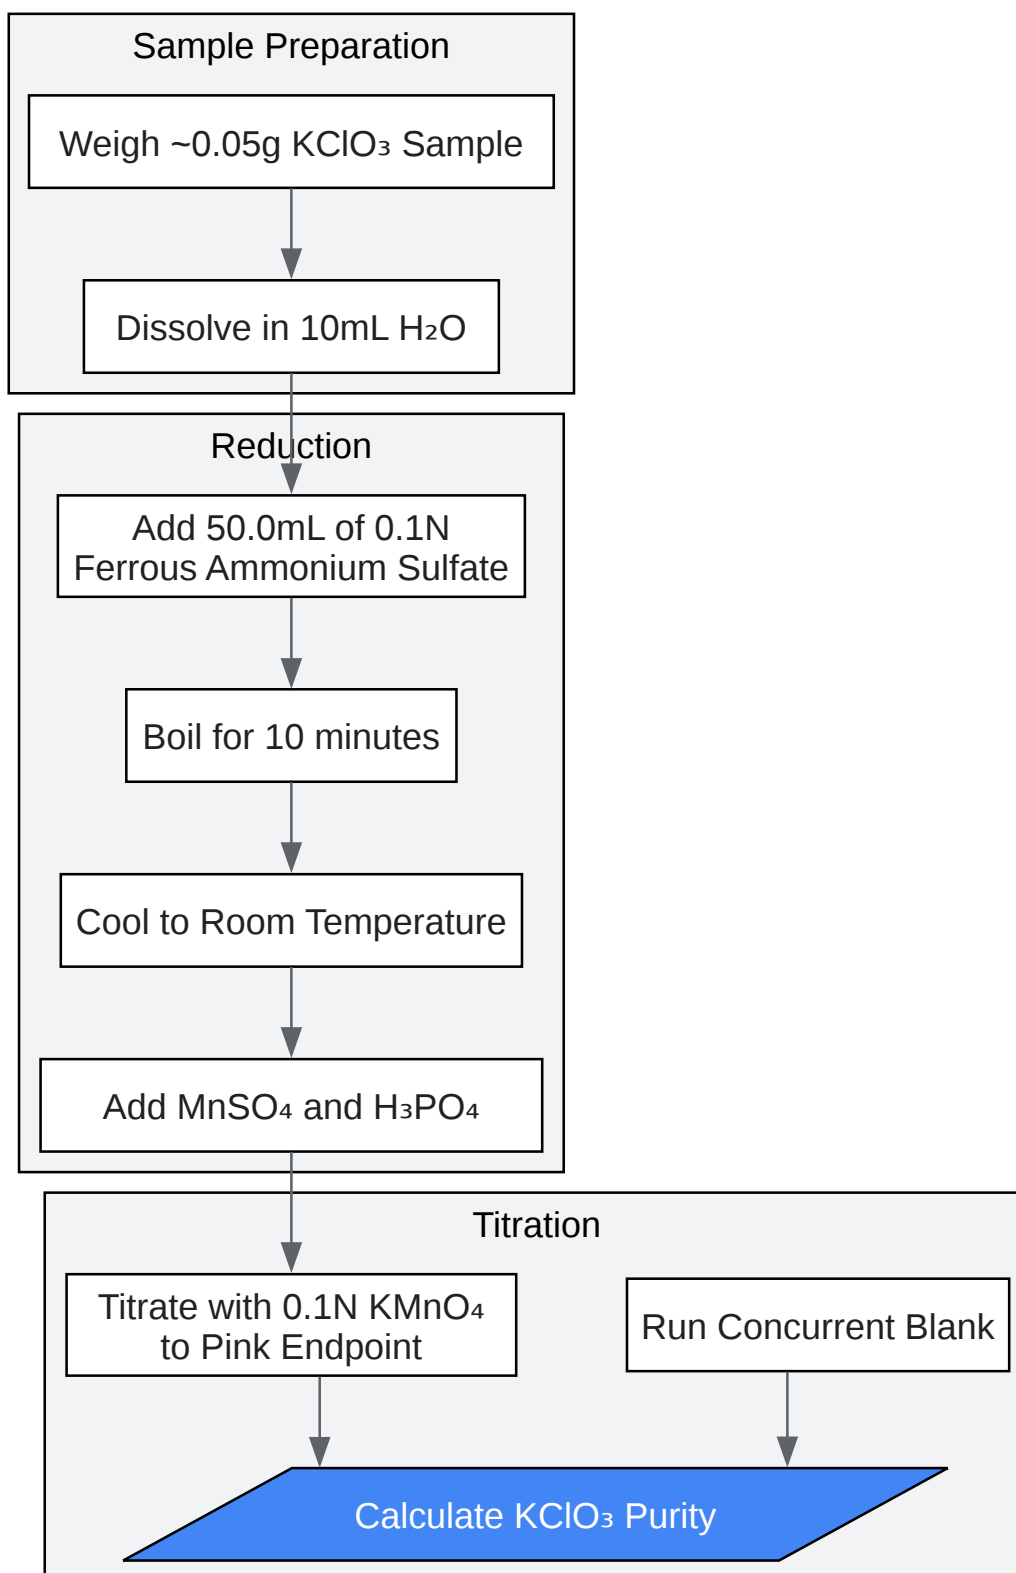 Sample Preparation
Weigh ~0.05g KClO₃ Sample
Dissolve in 10mL H₂O
Reduction
Add 50.0mL of 0.1N
Ferrous Ammonium Sulfate
Boil for 10 minutes
Cool to Room Temperature
Add MnSO₄ and H₃PO₄
Titration
Titrate with 0.1N KMnO₄
to Pink Endpoint
Run Concurrent Blank
Calculate KClO₃ Purity